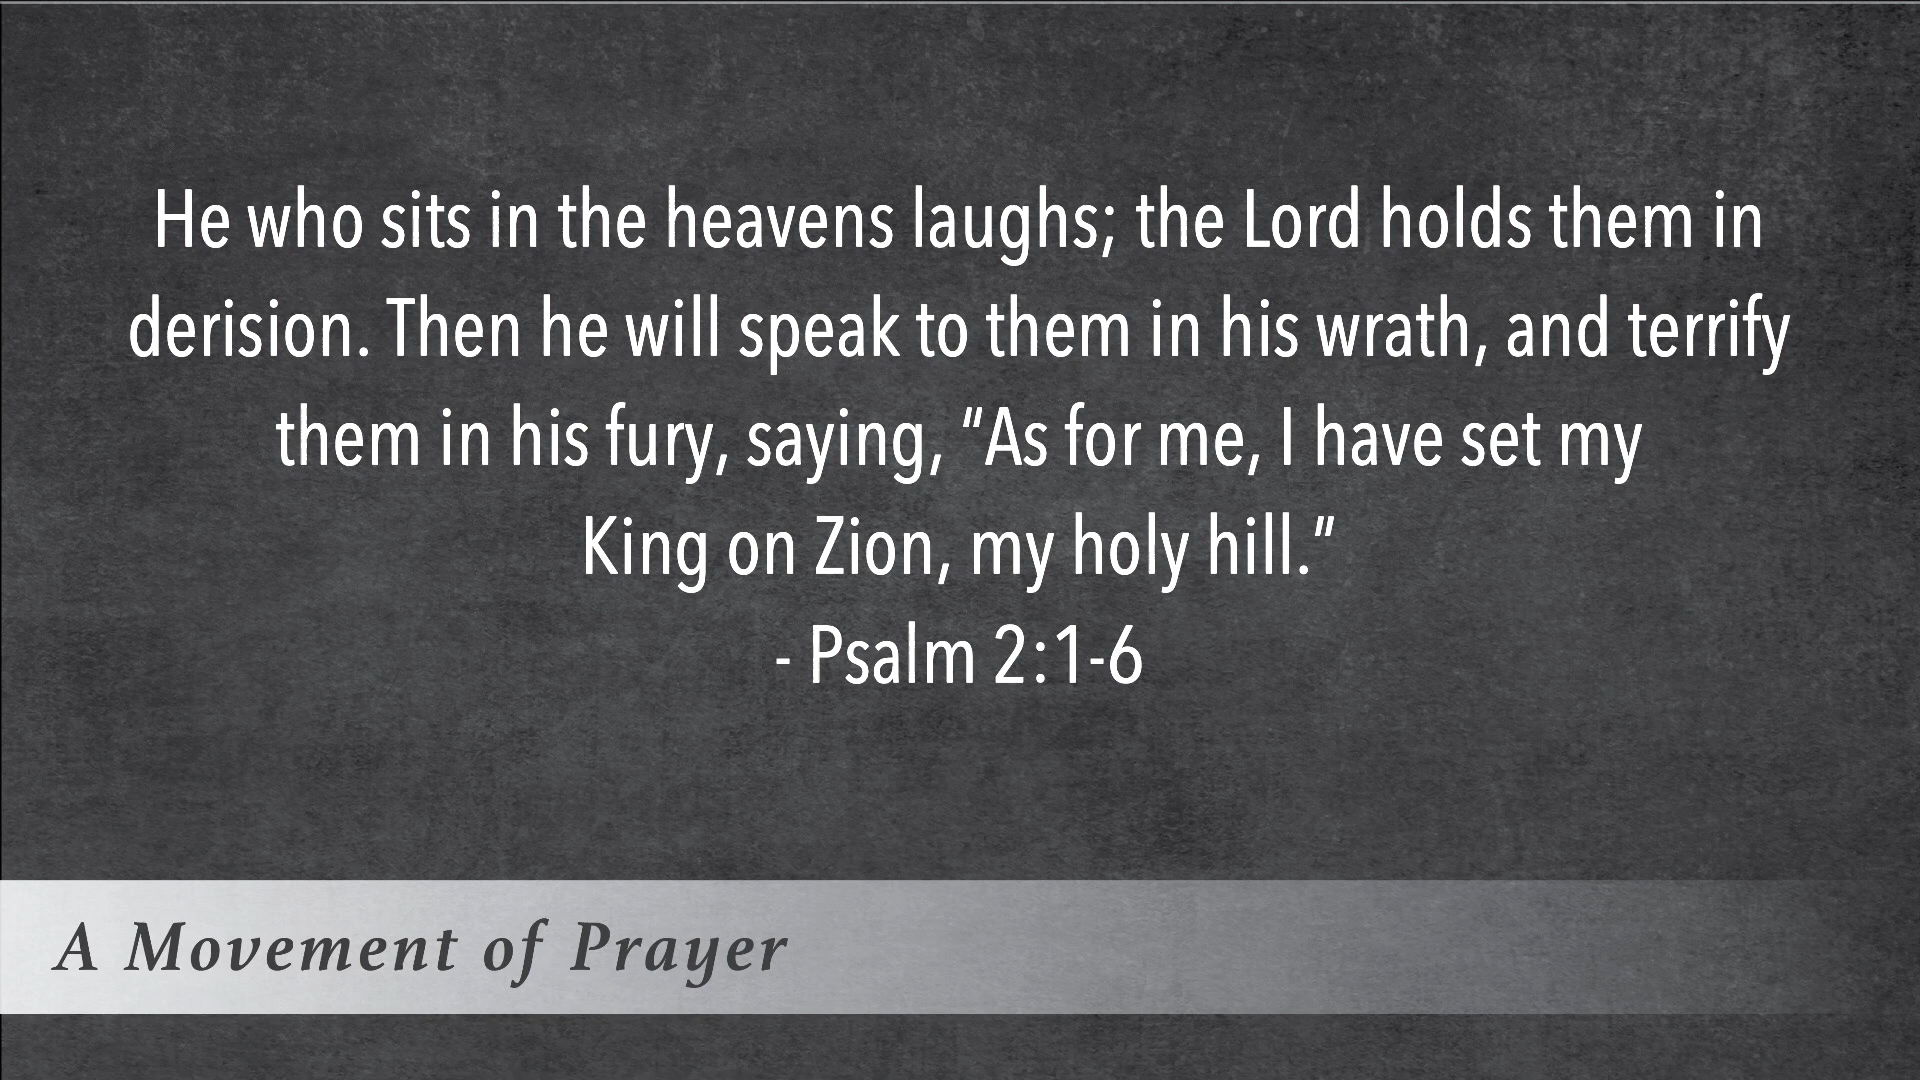 He who sits in the heavens laughs; the Lord holds them in
derision. Then he will speak to them in his wrath, and terrify
them in his fury, saying, “As for me, I have set my
King on Zion, my holy hill.”
- Psalm 2:1-6
A Movement of Prayer